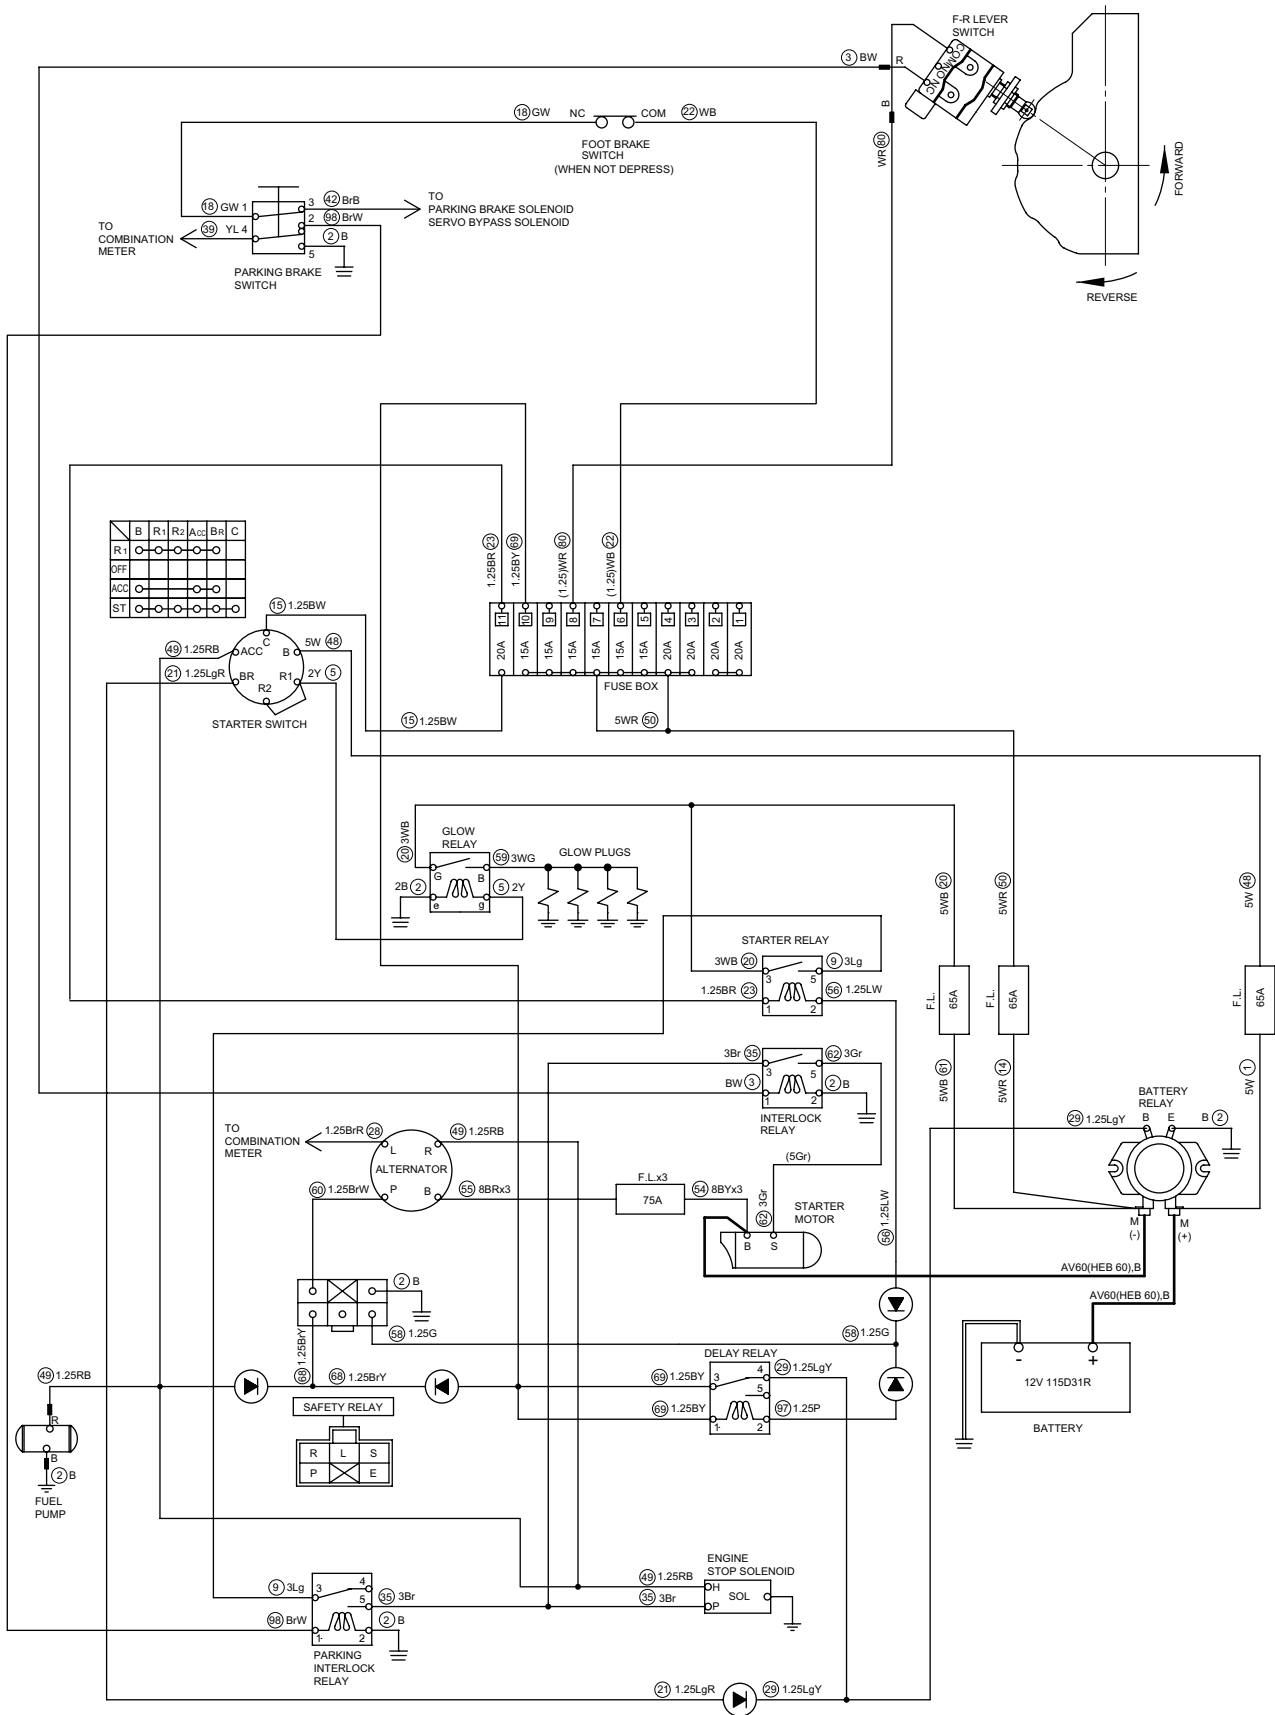 F-R LEVER
SWITCH
3 BW
R
COM NO NC
B
WR 80
FORWARD
REVERSE
18 GW
NC
COM
22 WB
FOOT BRAKE
SWITCH
(WHEN NOT DEPRESS)
18 GW 1
3
42 BrB
2
98 BrW
2 B
5
TO
PARKING BRAKE SOLENOID
SERVO BYPASS SOLENOID
TO
COMBINATION
METER
39 YL 4
PARKING BRAKE
SWITCH
B R1 R2 ACC BR C
R1
OFF
ACC
ST
1.25BR 23
1.25BY 69
(1.25)WR 80
(1.25)WB 22
11 10 9 8 7 6 5 4 3 2 1
20A 15A 15A 15A 15A 15A 15A 20A 20A 20A 20A
FUSE BOX
15 1.25BW
C
49 1.25RB
ACC
B
5W 48
21 1.25LgR
BR
R1
2Y 5
R2
STARTER SWITCH
15 1.25BW
5WR 50
20 3WB
GLOW
RELAY
59 3WG
GLOW PLUGS
G
B
2B 2
5 2Y
e
g
5WB 20
5WR 50
5W 48
STARTER RELAY
3WB 20
9 3Lg
3
5
1.25BR 23
56 1.25LW
1
2
F.L.
65A
F.L.
65A
F.L.
65A
3Br 35
62 3Gr
3
5
BW 3
2 B
1
2
INTERLOCK
RELAY
5WB 61
5WR 14
5W 1
BATTERY
RELAY
29 1.25LgY
B
E
B 2
TO
COMBINATION
METER
1.25BrR 28
49 1.25RB
L
R
ALTERNATOR
P
B
60 1.25BrW
55 8BRx3
F.L.x3
75A
54 8BYx3
(5Gr)
62 3Gr
STARTER
MOTOR
B
S
56 1.25LW
M
(-)
M
(+)
AV60(HEB 60),B
AV60(HEB 60),B
2 B
58 1.25G
58 1.25G
68 1.25BrY
68 1.25BrY
49 1.25RB
R
B
2 B
FUEL
PUMP
SAFETY RELAY
R L S
P E
DELAY RELAY
69 1.25BY
3
4
29 1.25LgY
5
69 1.25BY
1
2
97 1.25P
-
+
12V 115D31R
BATTERY
9 3Lg
3
4
5
35 3Br
98 BrW
1
2
2 B
PARKING
INTERLOCK
RELAY
ENGINE
STOP SOLENOID
49 1.25RB
H
SOL
35 3Br
P
21 1.25LgR
29 1.25LgY